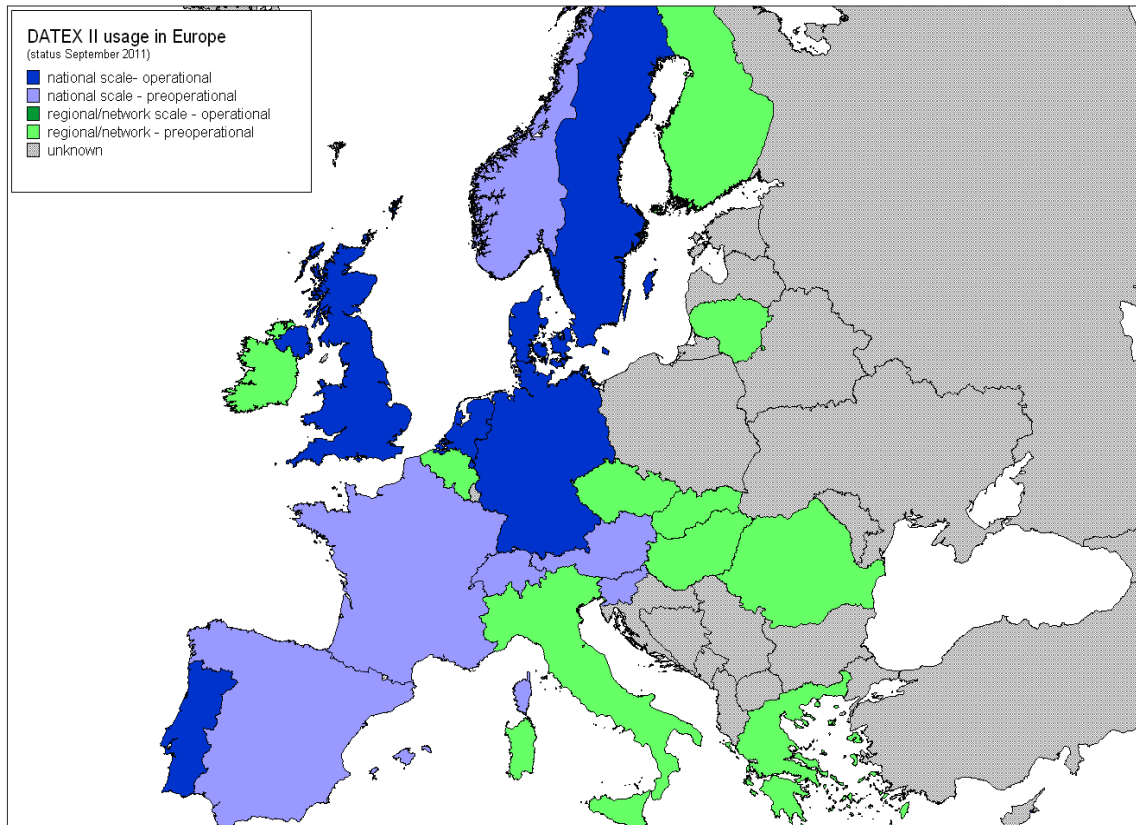 DATEX II usage in Europe
(status September 2011)
national scale- operational
national scale - preoperational
regional/network scale - operational
regional/network - preoperational
unknown